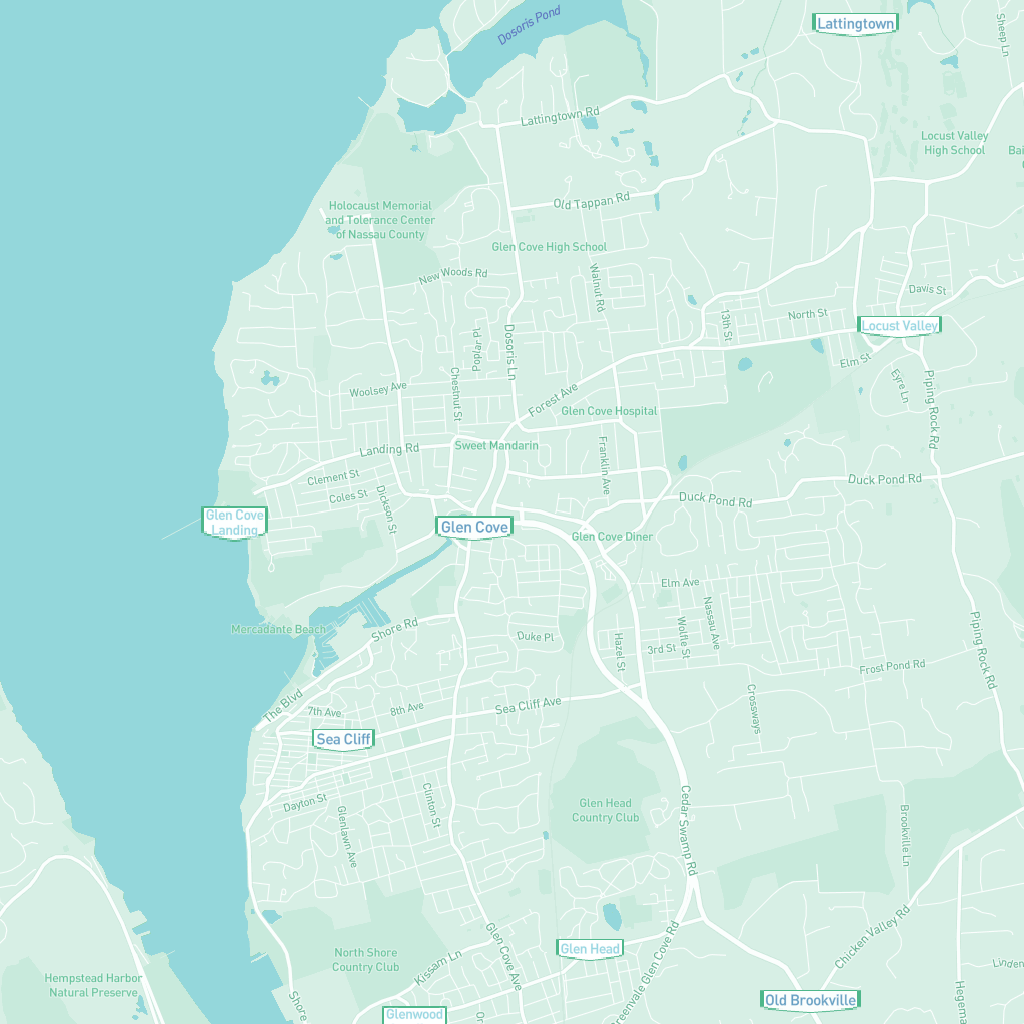 Dosoris Pond
Lattingtown
Sheep Ln
Lattingtown Rd
Locust Valley
High School
Old Tappan Rd
Holocaust Memorial
and Tolerance Center
of Nassau County
Glen Cove High School
New Woods Rd
Walnut Rd
Davis St
13th St
North St
Locust Valley
Poplar Pl
Dosoris Ln
Elm St
Eyre Ln
Piping Rock Rd
Woolsey Ave
Chestnut St
Forest Ave
Glen Cove Hospital
Landing Rd
Sweet Mandarin
Franklin Ave
Clement St
Coles St
Dickson St
Duck Pond Rd
Duck Pond Rd
Glen Cove
Landing
Glen Cove
Glen Cove Diner
Elm Ave
Nassau Ave
Wolfle St
Mercadante Beach
Shore Rd
Duke Pl
Hazel St
3rd St
Frost Pond Rd
Piping Rock Rd
The Blvd
7th Ave
8th Ave
Sea Cliff Ave
Crossways
Sea Cliff
Dayton St
Glenlawn Ave
Clinton St
Glen Head
Country Club
Cedar Swamp Rd
Brookville Ln
Chicken Valley Rd
North Shore
Country Club
Kissam Ln
Glen Cove Ave
Glen Head
Greenvale Glen Cove Rd
Hempstead Harbor
Natural Preserve
Shore
Glenwood
Old Brookville
Linden
Hegema